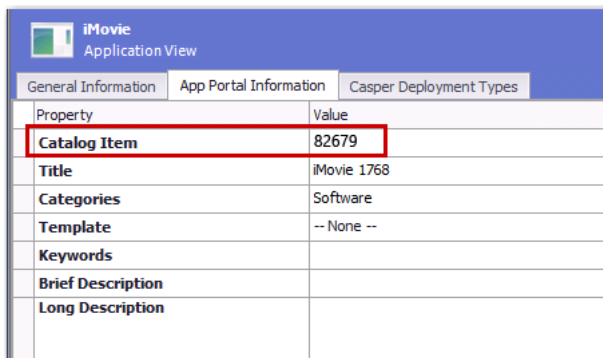 iMovie
Application View
General Information App Portal Information Casper Deployment Types
Property Value
Catalog Item 82679
Title iMovie 1768
Categories Software
Template -- None --
Keywords
Brief Description
Long Description